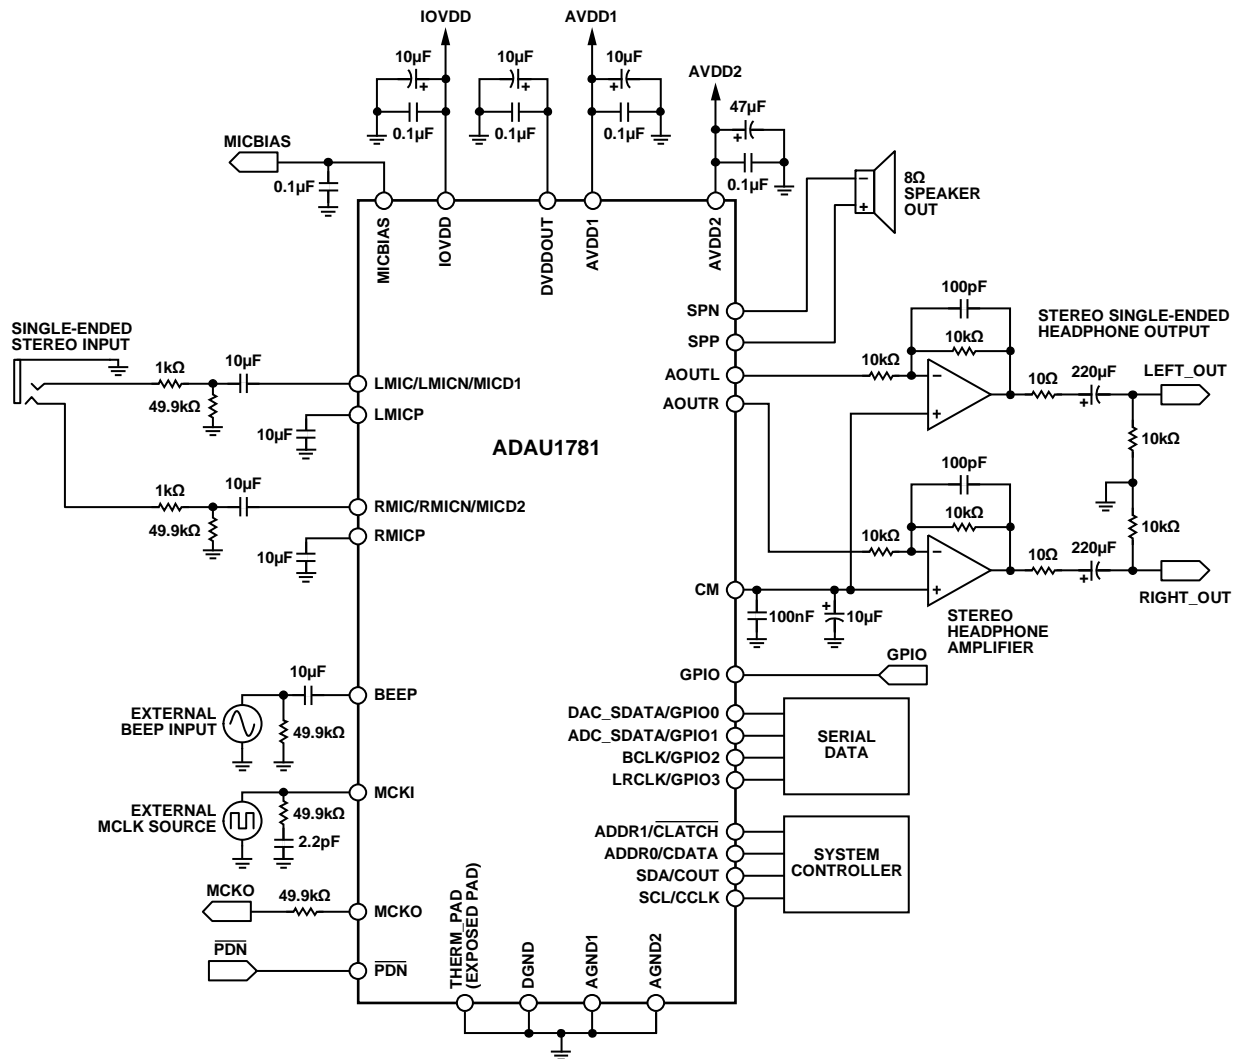 IOVDD
AVDD1
10µF
10µF
10µF
AVDD2
47µF
0.1µF
0.1µF
0.1µF
MICBIAS
0.1µF
0.1µF
8Ω
SPEAKER
OUT
−
+
MICBIAS
IOVDD
DVDDOUT
AVDD1
AVDD2
SPN
SPP
AOUTL
AOUTR
SINGLE-ENDED
STEREO INPUT
1kΩ
10µF
49.9kΩ
LMIC/LMICN/MICD1
LMICP
10µF
ADAU1781
1kΩ
10µF
49.9kΩ
RMIC/RMICN/MICD2
RMICP
10µF
100pF
10kΩ
10kΩ
−
+
STEREO SINGLE-ENDED
HEADPHONE OUTPUT
10Ω
220µF
+
LEFT_OUT
10kΩ
100pF
10kΩ
10kΩ
−
+
10Ω
220µF
+
10kΩ
RIGHT_OUT
CM
100nF
+
10µF
STEREO
HEADPHONE
AMPLIFIER
GPIO
GPIO
10µF
BEEP
EXTERNAL
BEEP INPUT
49.9kΩ
DAC_SDATA/GPIO0
ADC_SDATA/GPIO1
BCLK/GPIO2
LRCLK/GPIO3
SERIAL
DATA
MCKI
EXTERNAL
MCLK SOURCE
49.9kΩ
2.2pF
ADDR1/CLATCH
ADDR0/CDATA
SDA/COUT
SCL/CCLK
SYSTEM
CONTROLLER
MCKO
49.9kΩ
MCKO
PDN
PDN
THERM_PAD
(EXPOSED PAD)
DGND
AGND1
AGND2